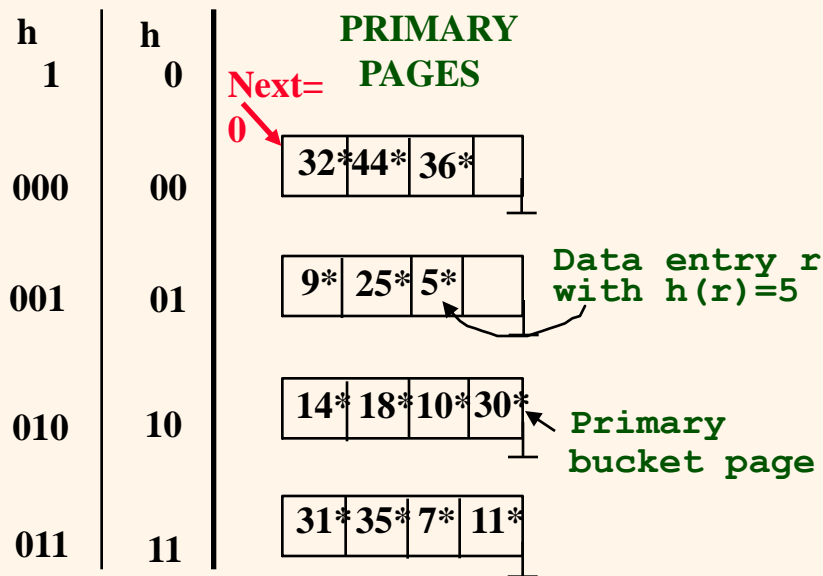 h h PRIMARY
1 0 PAGES
Next=
0
000 00 32* 44* 36*
001 01 9* 25* 5* Data entry r
with h(r)=5
010 10 14* 18* 10* 30* Primary
bucket page
011 11 31* 35* 7* 11*